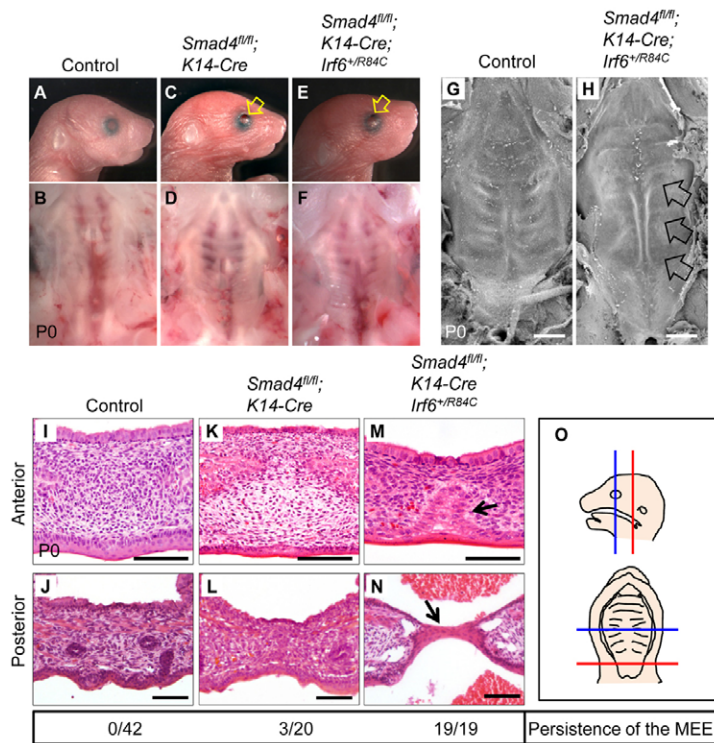 Control
Smad4fl/fl;
K14-Cre
Smad4fl/fl;
K14-Cre;
Irf6+/R84C
Control
Smad4fl/fl;
K14-Cre;
Irf6+/R84C
A
C
E
G
H
B
D
F
P0
P0
Control
Smad4fl/fl;
K14-Cre
Smad4fl/fl;
K14-Cre
Irf6+/R84C
Anterior
I
K
M
O
P0
Posterior
J
L
N
0/42
3/20
19/19
Persistence of the MEE